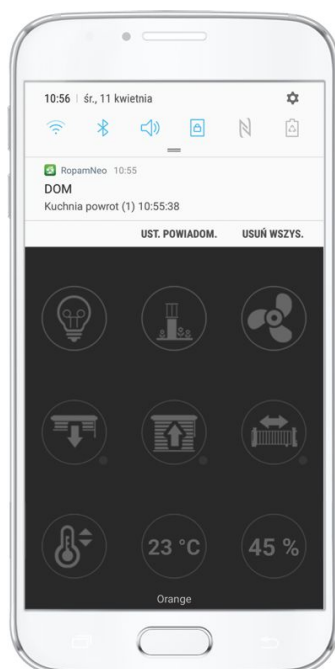 10:56 | śr., 11 kwietnia
RopamNeo 10:55
DOM
Kuchnia powrot (1) 10:55:38
UST. POWIADOM. USUŃ WSZYS.
23 °C 45 %
Orange